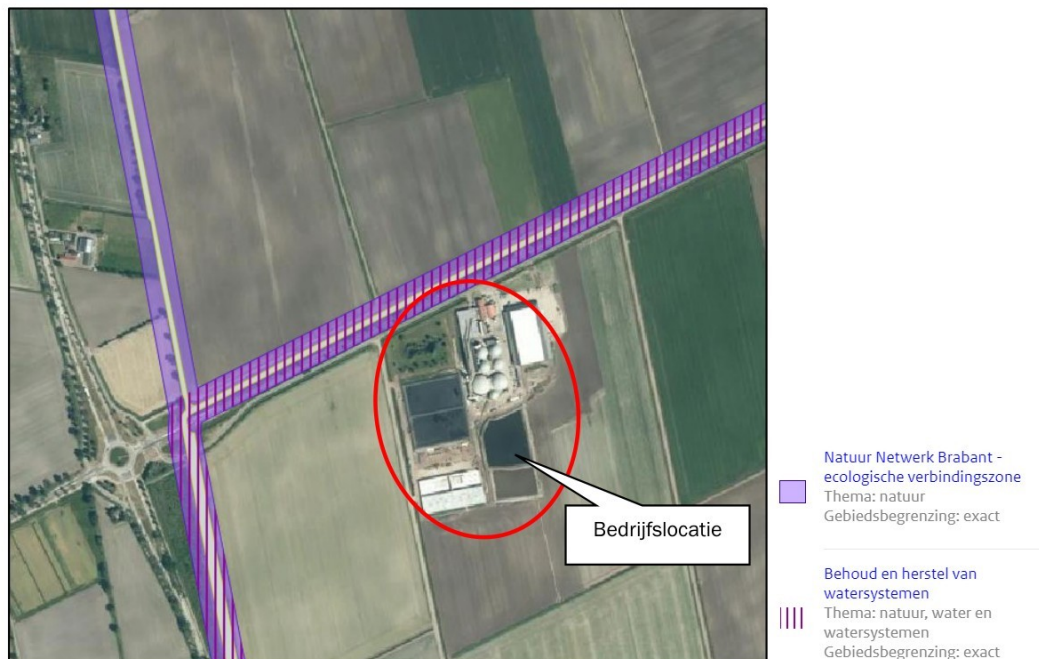 Bedrijfslocatie
Natuur Netwerk Brabant -
ecologische verbindingszone
Thema: natuur
Gebiedsbegrenzing: exact
Behoud en herstel van
watersystemen
Thema: natuur, water en
watersystemen
Gebiedsbegrenzing: exact